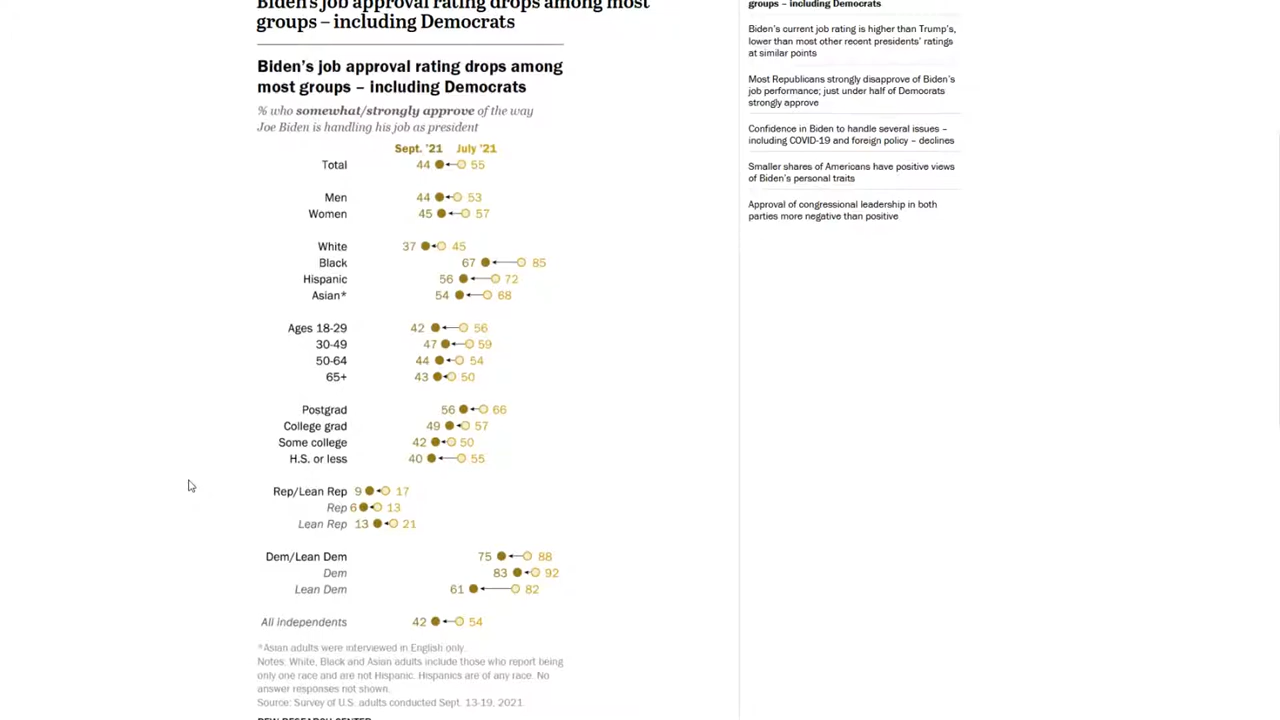 Biden's job approval rating drops among most
groups – including Democrats
Biden's job approval rating drops among
most groups – including Democrats
% who somewhat/strongly approve of the way
Joe Biden is handling his job as president
Sept. '21 July '21
Total 44 55
Men 44 53
Women 45 57
White 37 45
Black 67 85
Hispanic 56 72
Asian* 54 68
Ages 18-29 42 56
30-49 47 59
50-64 44 54
65+ 43 50
Postgrad 56 66
College grad 49 57
Some college 42 50
H.S. or less 40 55
Rep/Lean Rep 9 17
Rep 6 13
Lean Rep 13 21
Dem/Lean Dem 75 88
Dem 83 92
Lean Dem 61 82
All independents 42 54
*Asian adults were interviewed in English only.
Notes: White, Black and Asian adults include those who report being
only one race and are not Hispanic. Hispanics are of any race. No
answer responses not shown.
Source: Survey of U.S. adults conducted Sept. 13-19, 2021.
PEW RESEARCH CENTER
groups – including Democrats
Biden's current job rating is higher than Trump's,
lower than most other recent presidents' ratings
at similar points
Most Republicans strongly disapprove of Biden's
job performance; just under half of Democrats
strongly approve
Confidence in Biden to handle several issues –
including COVID-19 and foreign policy – declines
Smaller shares of Americans have positive views
of Biden's personal traits
Approval of congressional leadership in both
parties more negative than positive